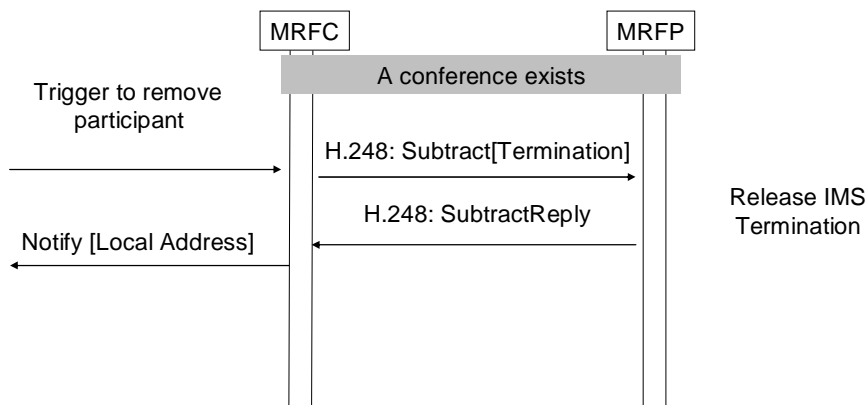 MRFC
MRFP
A conference exists
Trigger to remove
participant
H.248: Subtract[Termination]
H.248: SubtractReply
Release IMS
Termination
Notify [Local Address]